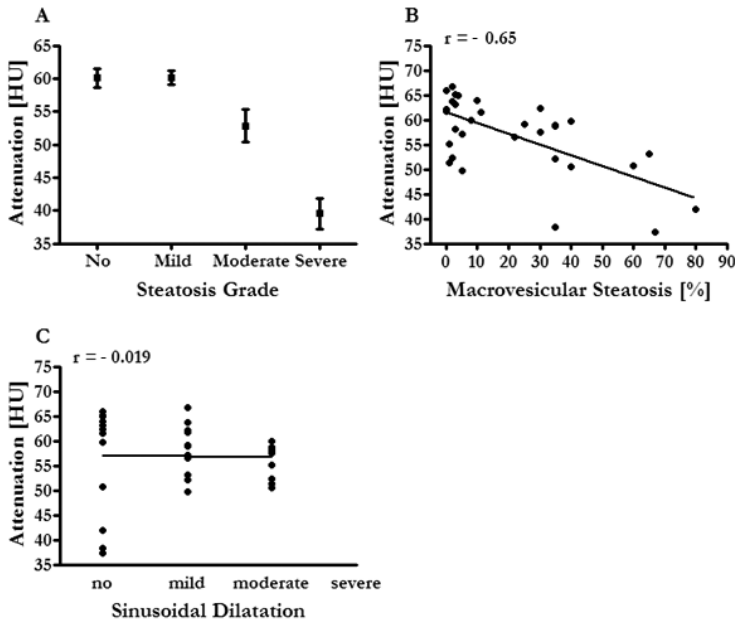 A
65
60
55
50
45
40
35
Attenuation [HU]
No Mild Moderate Severe
Steatosis Grade
B
r = - 0.65
75
70
65
60
55
50
45
40
35
Attenuation [HU]
0 10 20 30 40 50 60 70 80 90
Macrovesicular Steatosis [%]
C
r = - 0.019
75
70
65
60
55
50
45
40
35
Attenuation [HU]
no mild moderate severe
Sinusoidal Dilatation